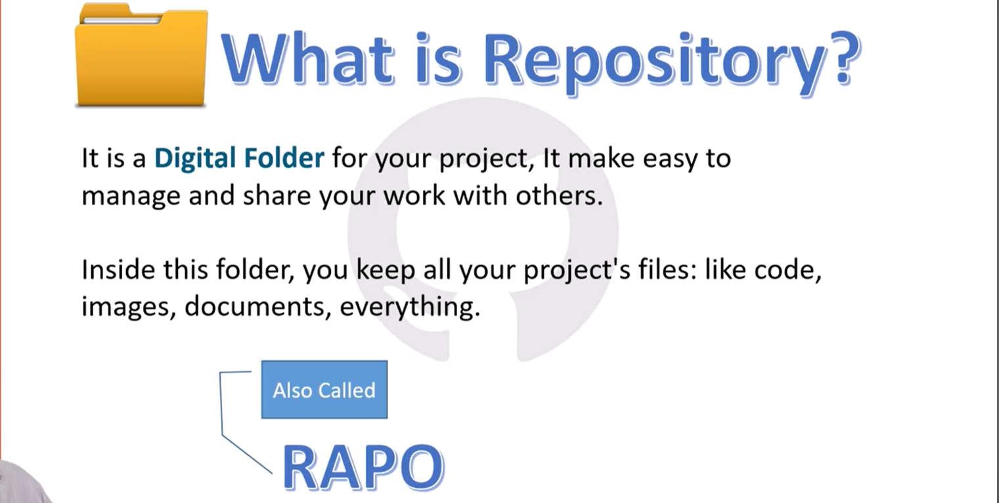 What is Repository?
It is a Digital Folder for your project, It make easy to
manage and share your work with others.
Inside this folder, you keep all your project's files: like code,
images, documents, everything.
Also Called
RAPO